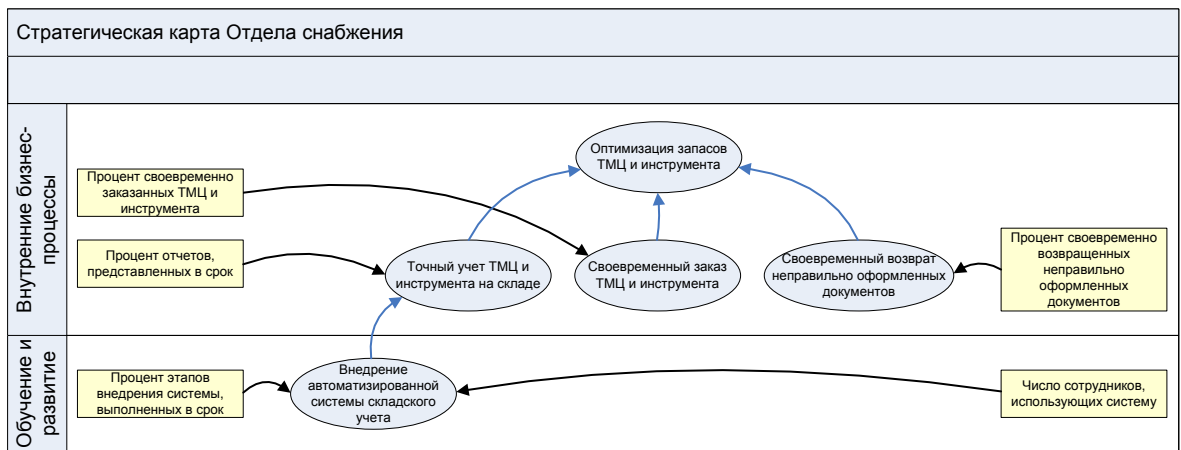 Стратегическая карта Отдела снабжения
Внутренние бизнес-
процессы
Оптимизация запасов
ТМЦ и инструмента
Процент своевременно
заказанных ТМЦ и
инструмента
Процент отчетов,
представленных в срок
Точный учет ТМЦ и
инструмента на складе
Своевременный заказ
ТМЦ и инструмента
Своевременный возврат
неправильно оформленных
документов
Процент своевременно
возвращенных
неправильно
оформленных
документов
Обучение и
развитие
Процент этапов
внедрения системы,
выполненных в срок
Внедрение
автоматизированной
системы складского
учета
Число сотрудников,
использующих систему